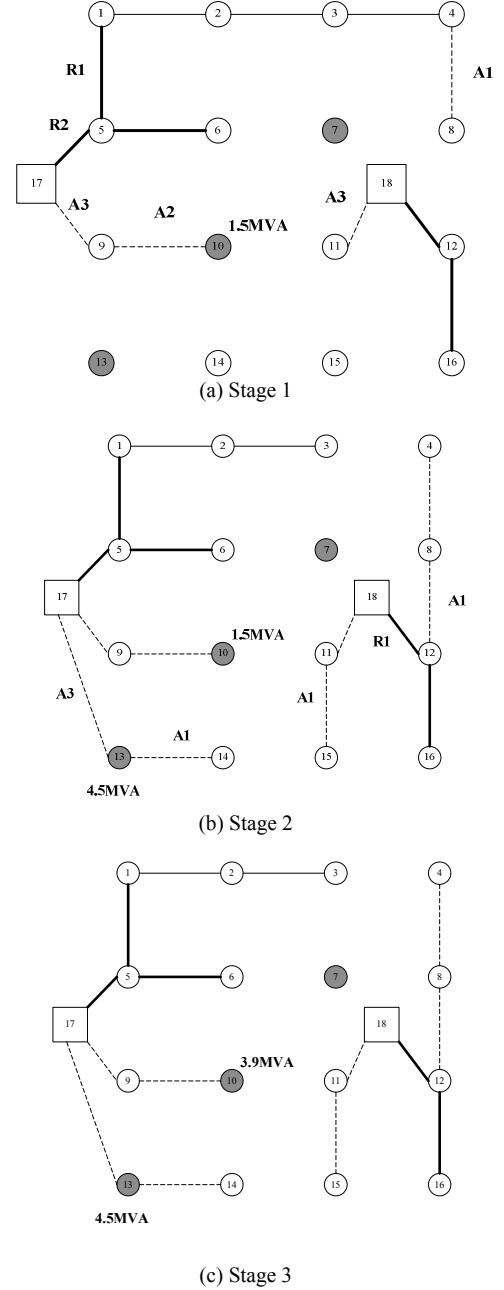 1 2 3 4
R1 A1
R2 5 6 7 8
17 18
A3 A2 A3
1.5MVA
9 10 11 12
13 14 15 16
(a) Stage 1
1 2 3 4
5 6 7 8
17 18 A1
1.5MVA R1
9 10 11 12
A3 A1 A1
13 14 15 16
4.5MVA
(b) Stage 2
1 2 3 4
5 6 7 8
17 18
3.9MVA
9 10 11 12
13 14 15 16
4.5MVA
(c) Stage 3